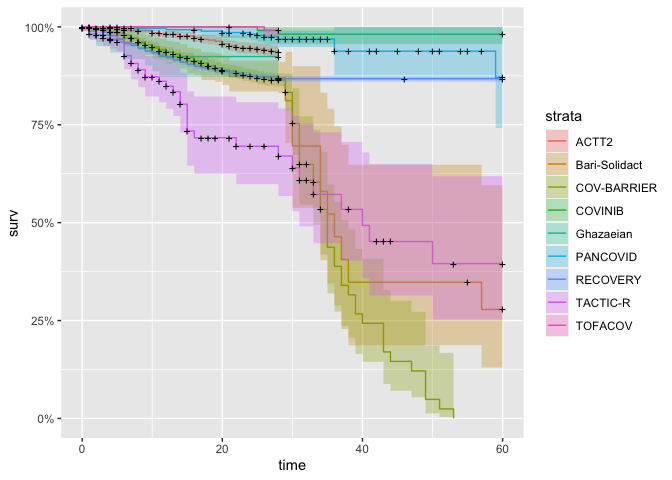 100%
75%
50%
25%
0%
surv
0
20
40
60
time
strata
ACTT2
Bari-Solidact
COV-BARRIER
COVINIB
Ghazaeian
PANCOVID
RECOVERY
TACTIC-R
TOFACOV